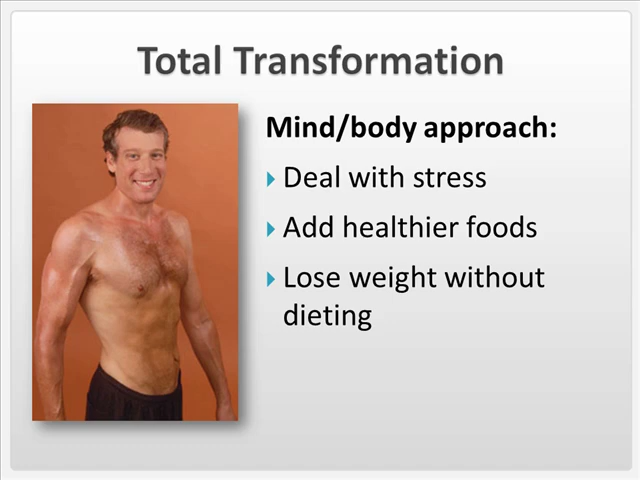 Total Transformation
Mind/body approach:
Deal with stress
Add healthier foods
Lose weight without
dieting